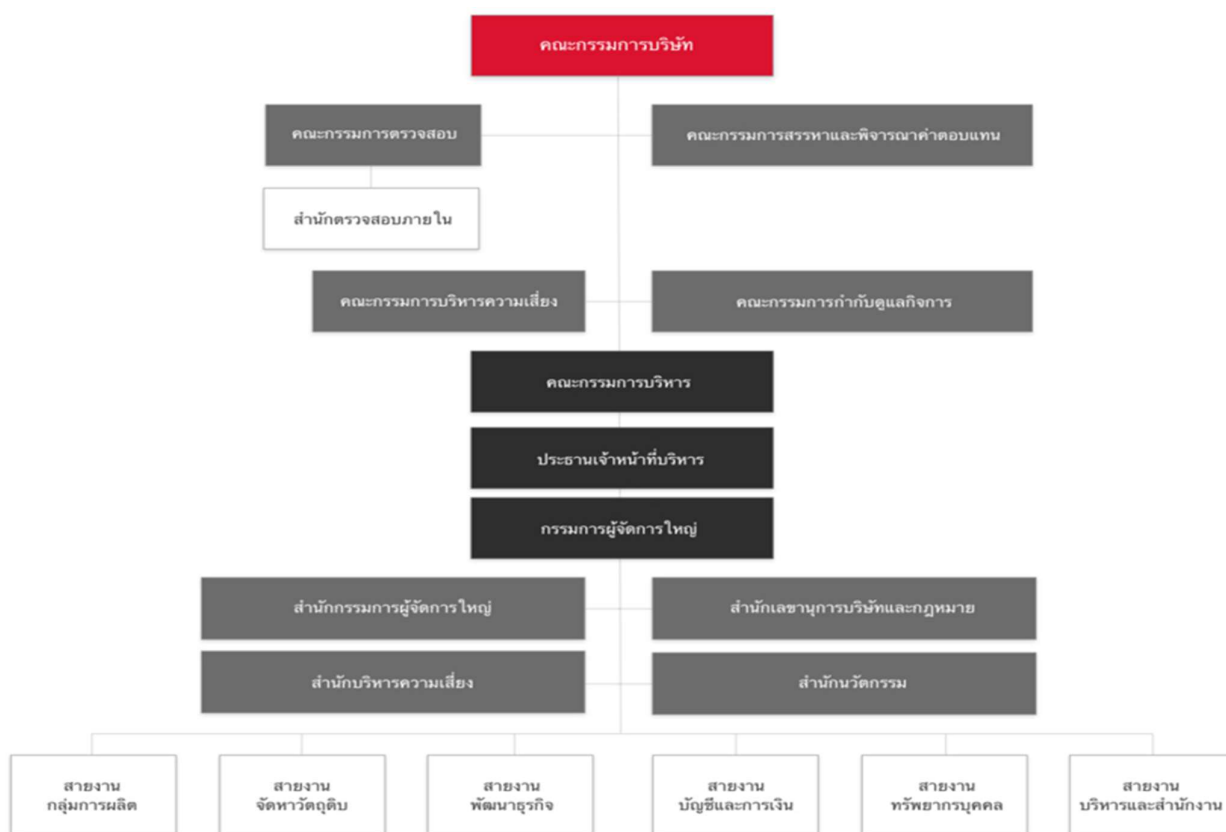 คณะกรรมการบริษัท
คณะกรรมการตรวจสอบ
คณะกรรมการสรรหาและพิจารณาค่าตอบแทน
สำนักตรวจสอบภายใน
คณะกรรมการบริหารความเสี่ยง
คณะกรรมการกำกับดูแลกิจการ
คณะกรรมการบริหาร
ประธานเจ้าหน้าที่บริหาร
กรรมการผู้จัดการใหญ่
สำนักกรรมการผู้จัดการใหญ่
สำนักเลขานุการบริษัทและกฎหมาย
สำนักบริหารความเสี่ยง
สำนักนวัตกรรม
สายงาน
กลุ่มการผลิต
สายงาน
จัดหาวัตถุดิบ
สายงาน
พัฒนาธุรกิจ
สายงาน
บัญชีและการเงิน
สายงาน
ทรัพยากรบุคคล
สายงาน
บริหารและสำนักงาน